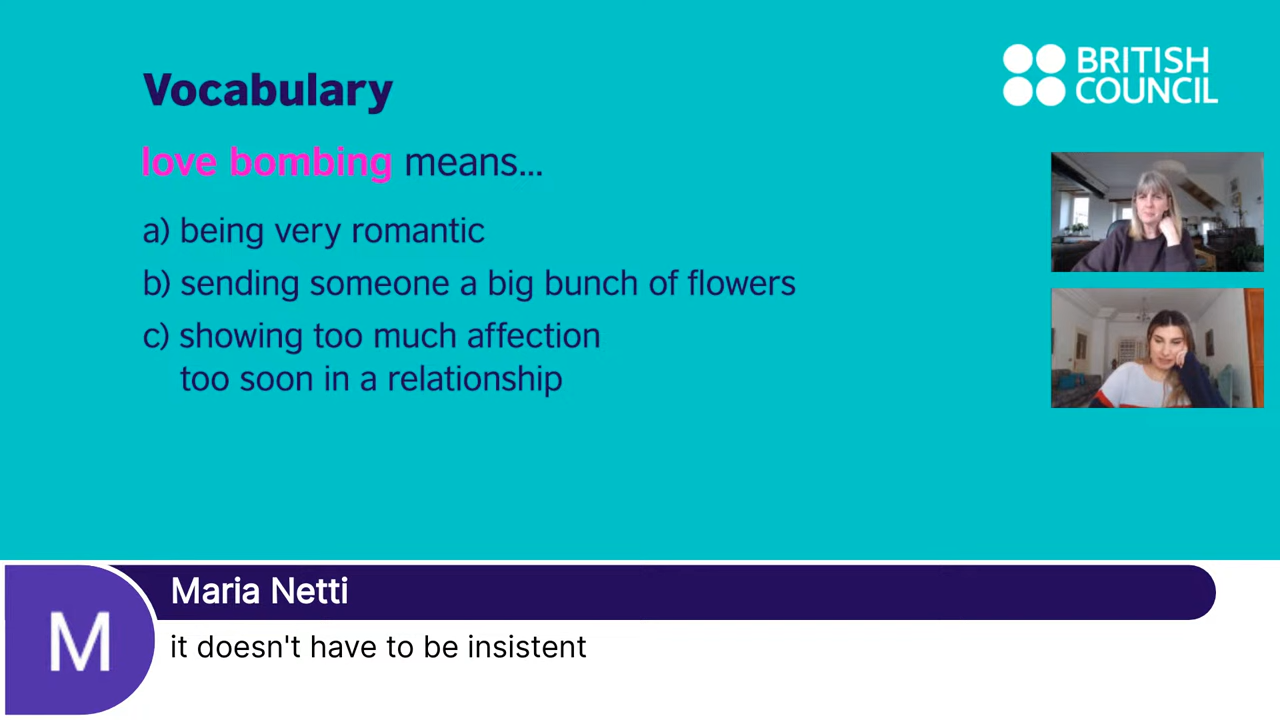 Vocabulary
BRITISH
COUNCIL
love bombing means...
a) being very romantic
b) sending someone a big bunch of flowers
c) showing too much affection
too soon in a relationship
M
Maria Netti
it doesn't have to be insistent